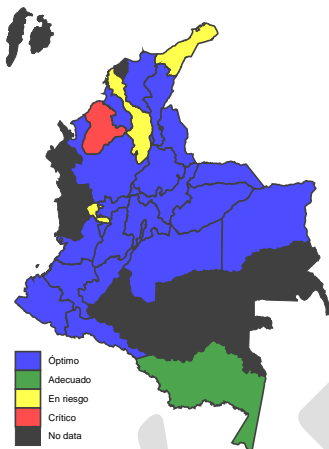 Óptimo
Adecuado
En riesgo
Crítico
No data